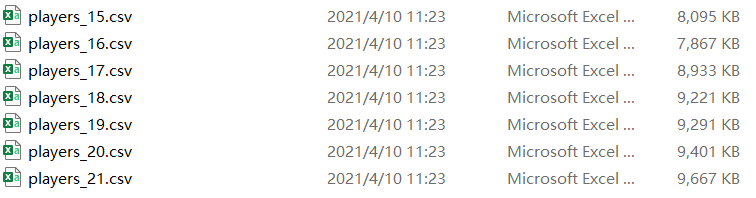 players_15.csv 2021/4/10 11:23 Microsoft Excel ... 8,095 KB
players_16.csv 2021/4/10 11:23 Microsoft Excel ... 7,867 KB
players_17.csv 2021/4/10 11:23 Microsoft Excel ... 8,933 KB
players_18.csv 2021/4/10 11:23 Microsoft Excel ... 9,221 KB
players_19.csv 2021/4/10 11:23 Microsoft Excel ... 9,291 KB
players_20.csv 2021/4/10 11:23 Microsoft Excel ... 9,401 KB
players_21.csv 2021/4/10 11:23 Microsoft Excel ... 9,667 KB